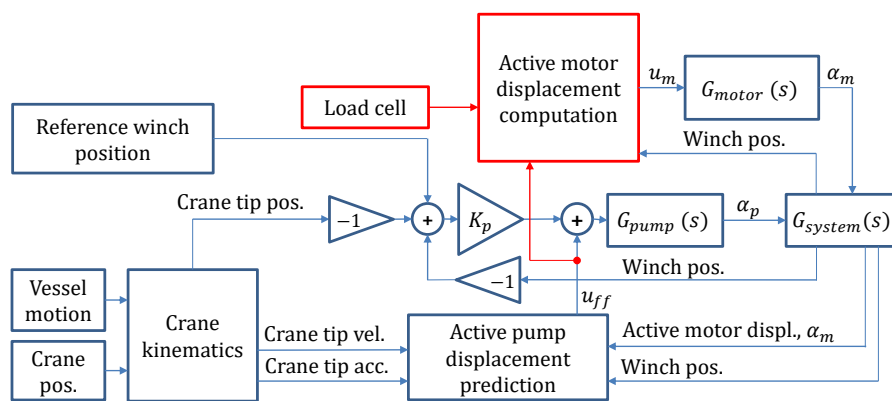 Active motor
displacement
computation
u_m
G_motor (s)
α_m
Load cell
Reference winch
position
Winch pos.
Crane tip pos.
−1
+
K_p
+
G_pump (s)
α_p
G_system(s)
−1
Winch pos.
u_ff
Vessel
motion
Crane
kinematics
Crane tip vel.
Active pump
displacement
prediction
Active motor displ., α_m
Crane
pos.
Crane tip acc.
Winch pos.